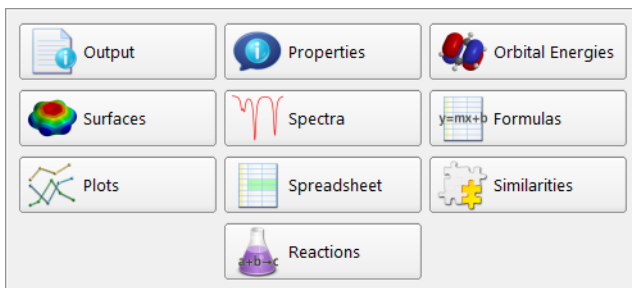 Output
Properties
Orbital Energies
Surfaces
Spectra
y=mx+b Formulas
Plots
Spreadsheet
Similarities
a+b→c Reactions